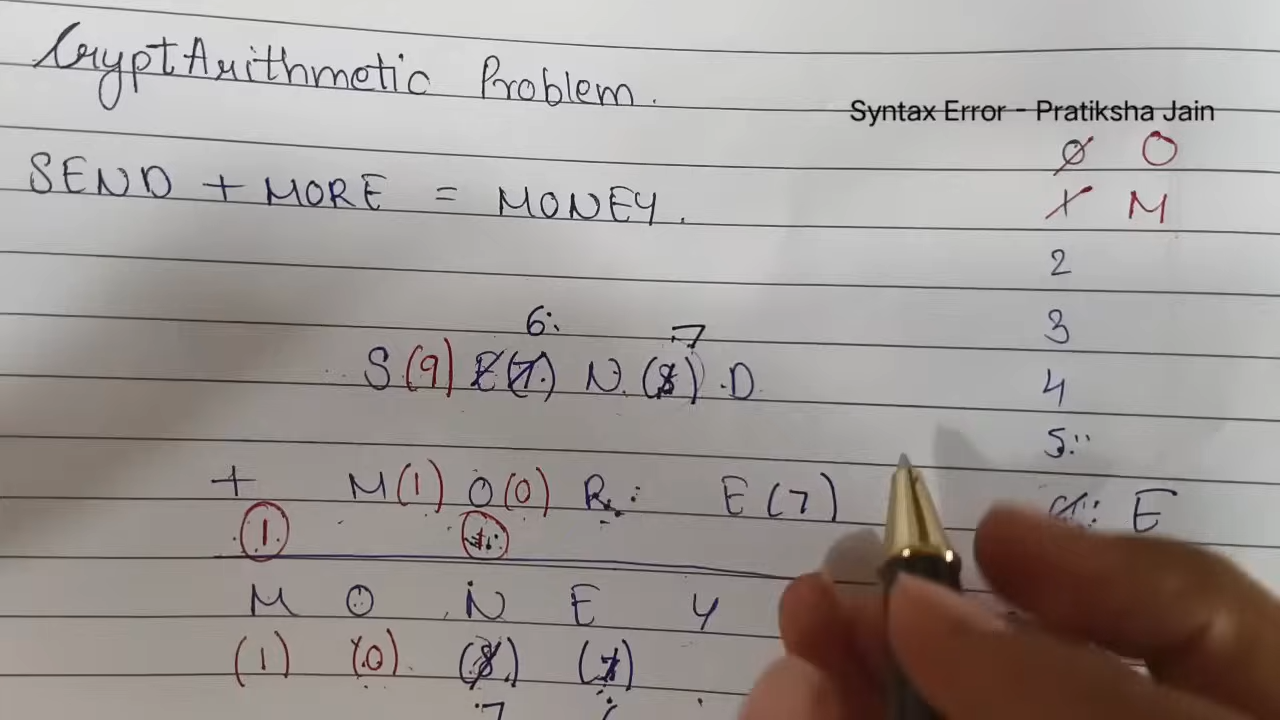 CryptArithmetic Problem.
Syntax Error - Pratiksha Jain
0 O
SEND + MORE = MONEY.
1 M
2
6
3
7
S (9) E (7) N (8) D
4
5
+ M (1) O (0) R E (7)
E
1
M O N E Y
(1) (0) (8) (7)
7